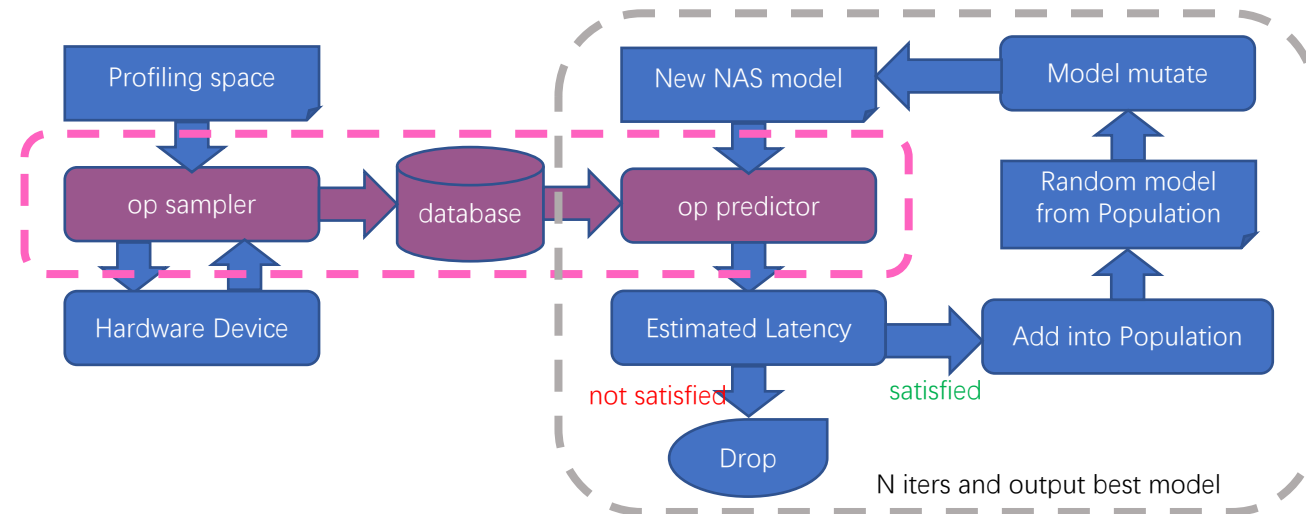 Profiling space
New NAS model
Model mutate
op sampler
database
op predictor
Random model
from Population
Hardware Device
Estimated Latency
Add into Population
not satisfied
satisfied
Drop
N iters and output best model